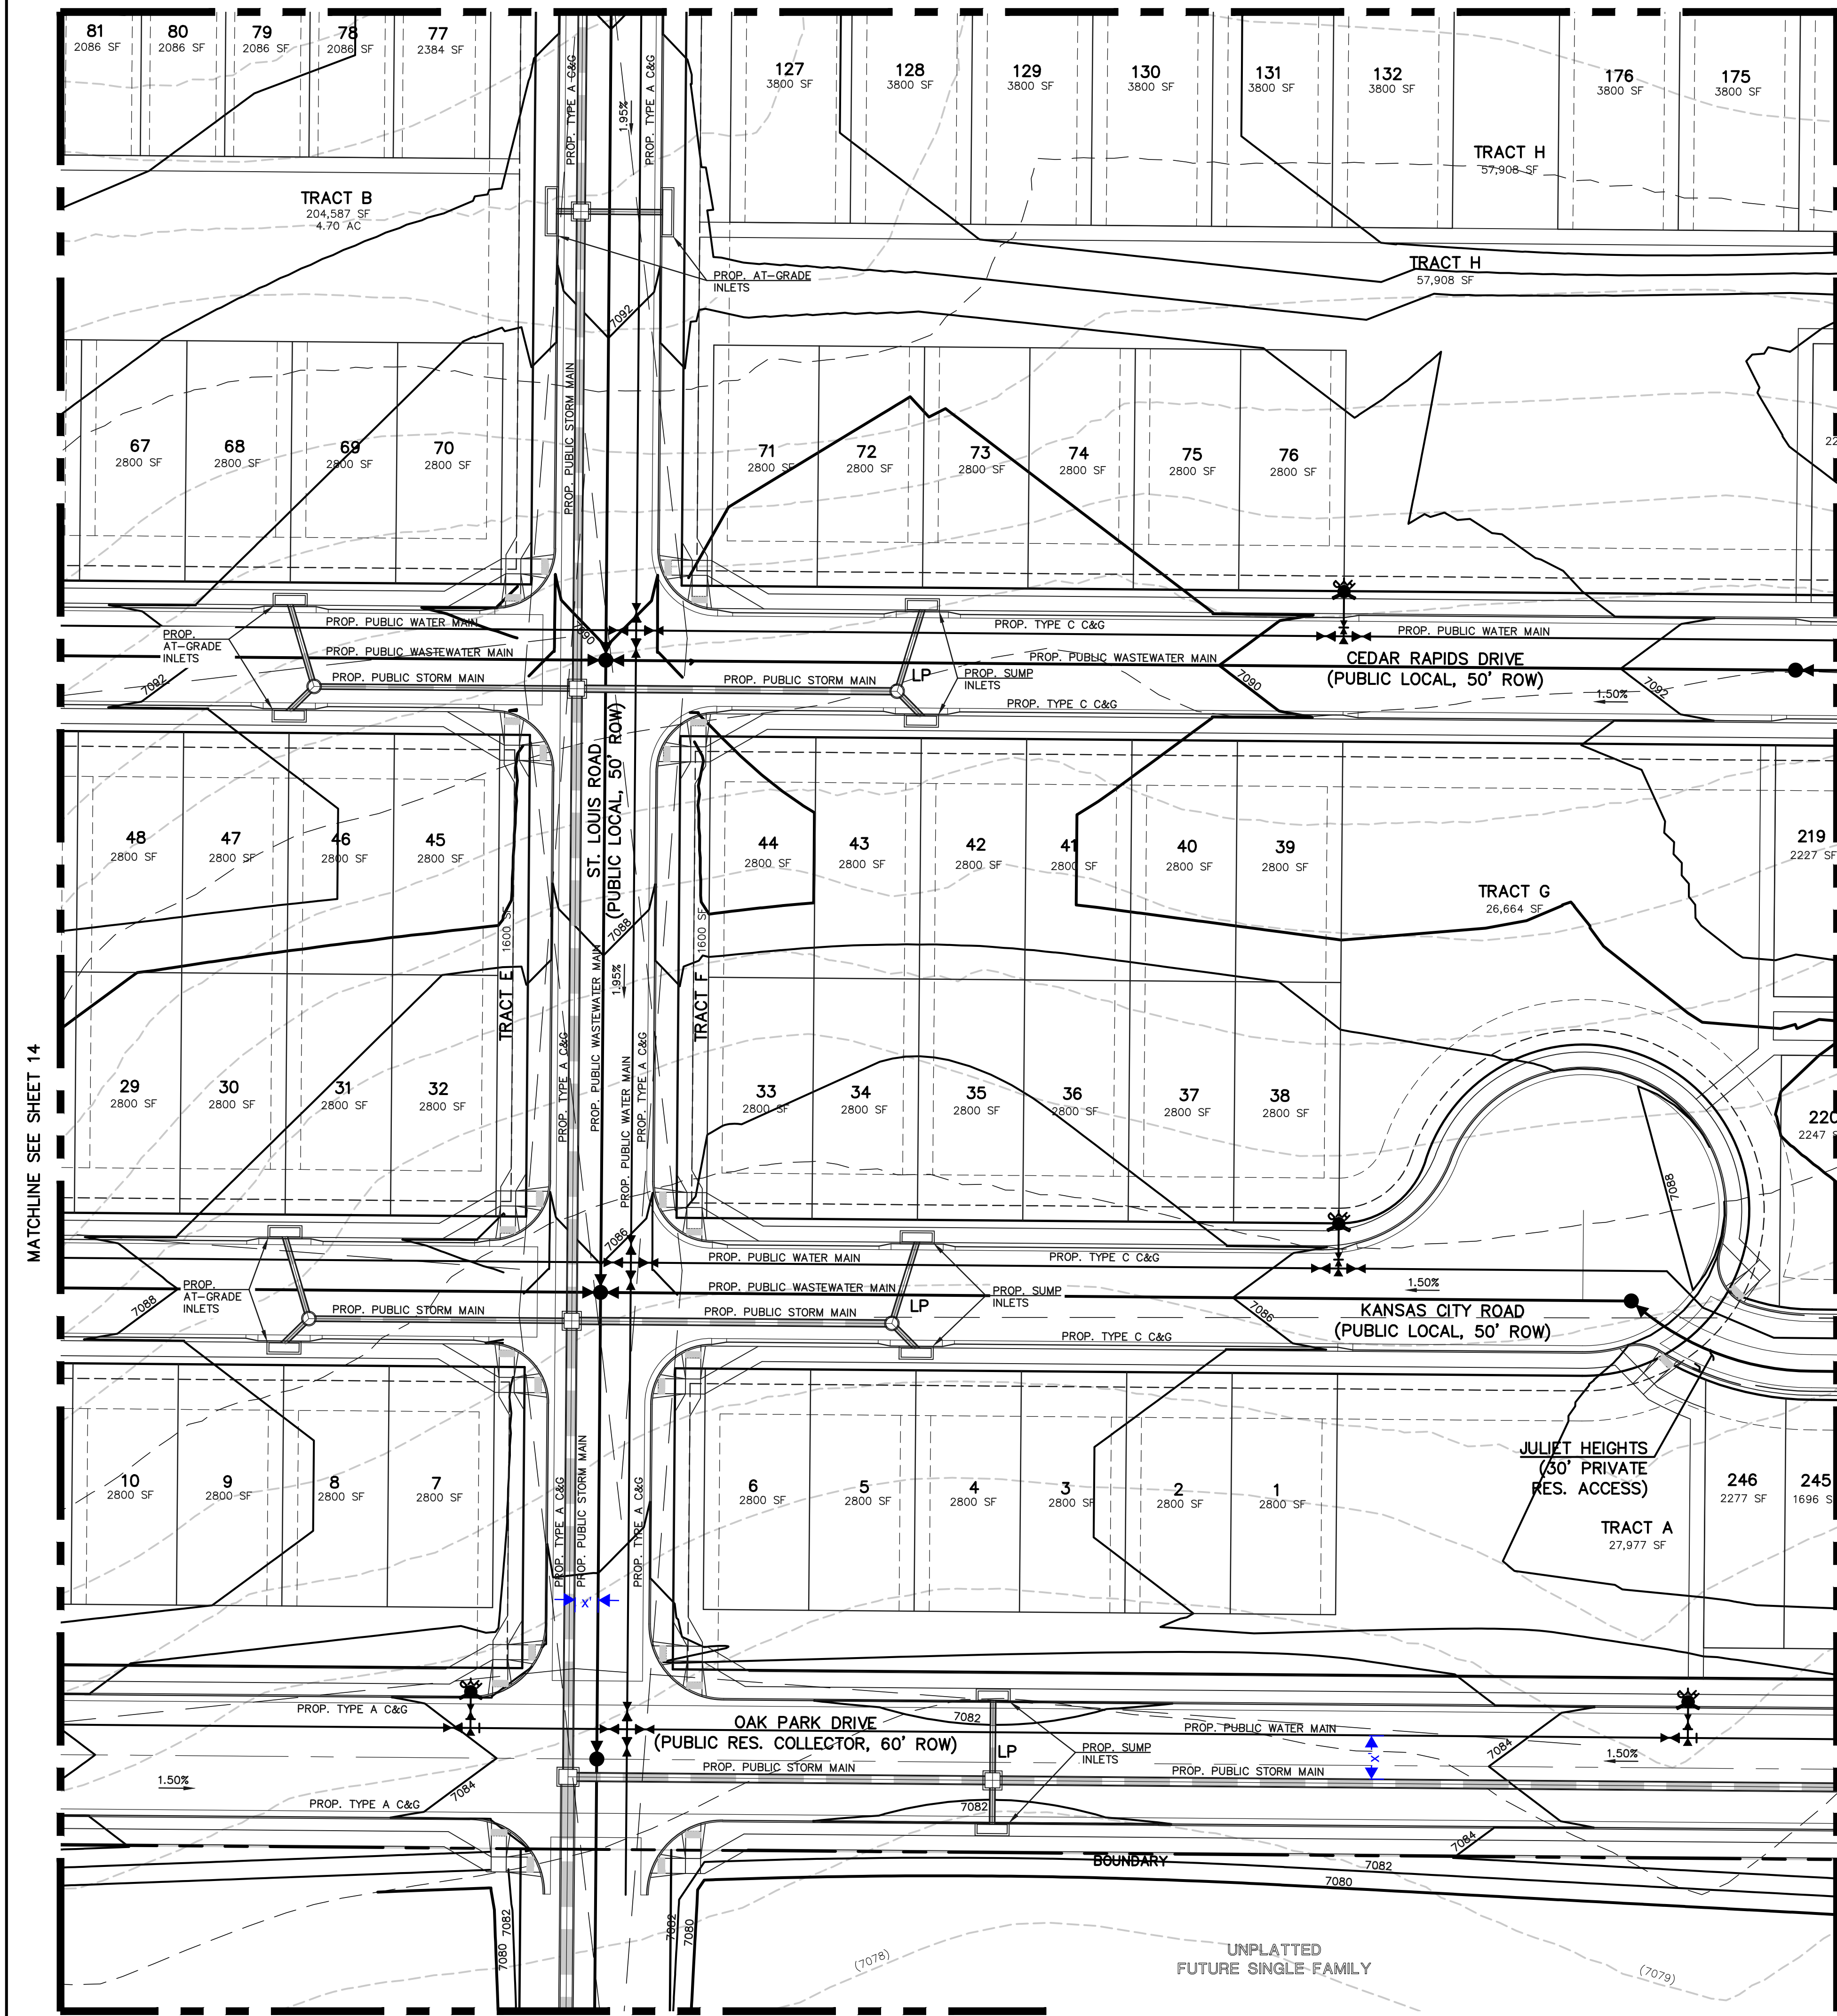 81
2086 SF
80
2086 SF
79
2086 SF
78
2086 SF
77
2384 SF
PROP. TYPE A C&G
1.95%
PROP. TYPE A C&G
127
3800 SF
128
3800 SF
129
3800 SF
130
3800 SF
131
3800 SF
132
3800 SF
176
3800 SF
175
3800 SF
TRACT H
57,908 SF
TRACT B
204,587 SF
4.70 AC
TRACT H
57,908 SF
PROP. AT-GRADE
INLETS
7092
PROP. PUBLIC STORM MAIN
67
2800 SF
68
2800 SF
69
2800 SF
70
2800 SF
71
2800 SF
72
2800 SF
73
2800 SF
74
2800 SF
75
2800 SF
76
2800 SF
PROP.
AT-GRADE
INLETS
PROP. PUBLIC WATER MAIN
PROP. PUBLIC WASTEWATER MAIN
PROP. PUBLIC STORM MAIN
7092
7090
PROP. TYPE C C&G
PROP. PUBLIC WATER MAIN
PROP. PUBLIC WASTEWATER MAIN
CEDAR RAPIDS DRIVE
(PUBLIC LOCAL, 50' ROW)
LP
PROP. SUMP
INLETS
PROP. PUBLIC STORM MAIN
PROP. TYPE C C&G
7090
7092
1.50%
ST. LOUIS ROAD
(PUBLIC LOCAL, 50' ROW)
48
2800 SF
47
2800 SF
46
2800 SF
45
2800 SF
44
2800 SF
43
2800 SF
42
2800 SF
41
2800 SF
40
2800 SF
39
2800 SF
219
2227 SF
TRACT G
26,664 SF
TRACT E
1600 SF
7088
1.95%
PROP. PUBLIC WASTEWATER MAIN
TRACT F
1600 SF
PROP. TYPE A C&G
PROP. PUBLIC WATER MAIN
PROP. TYPE A C&G
MATCHLINE SEE SHEET 14
29
2800 SF
30
2800 SF
31
2800 SF
32
2800 SF
33
2800 SF
34
2800 SF
35
2800 SF
36
2800 SF
37
2800 SF
38
2800 SF
220
2247
7088
7086
PROP.
AT-GRADE
INLETS
7088
PROP. PUBLIC STORM MAIN
PROP. PUBLIC WATER MAIN
PROP. TYPE C C&G
PROP. PUBLIC WASTEWATER MAIN
PROP. SUMP
INLETS
LP
PROP. PUBLIC STORM MAIN
PROP. TYPE C C&G
7086
1.50%
KANSAS CITY ROAD
(PUBLIC LOCAL, 50' ROW)
JULIET HEIGHTS
(30' PRIVATE
RES. ACCESS)
TRACT A
27,977 SF
10
2800 SF
9
2800 SF
8
2800 SF
7
2800 SF
PROP. TYPE A C&G
PROP. PUBLIC STORM MAIN
PROP. TYPE A C&G
6
2800 SF
5
2800 SF
4
2800 SF
3
2800 SF
2
2800 SF
1
2800 SF
246
2277 SF
245
1696 S
x'
PROP. TYPE A C&G
OAK PARK DRIVE
(PUBLIC RES. COLLECTOR, 60' ROW)
7082
PROP. PUBLIC WATER MAIN
LP
PROP. SUMP
INLETS
x
7084
1.50%
1.50%
7084
PROP. PUBLIC STORM MAIN
PROP. PUBLIC STORM MAIN
PROP. TYPE A C&G
7082
7084
BOUNDARY
7082
7080
7080
7082
7082
7080
(7078)
UNPLATTED
FUTURE SINGLE FAMILY
(7079)